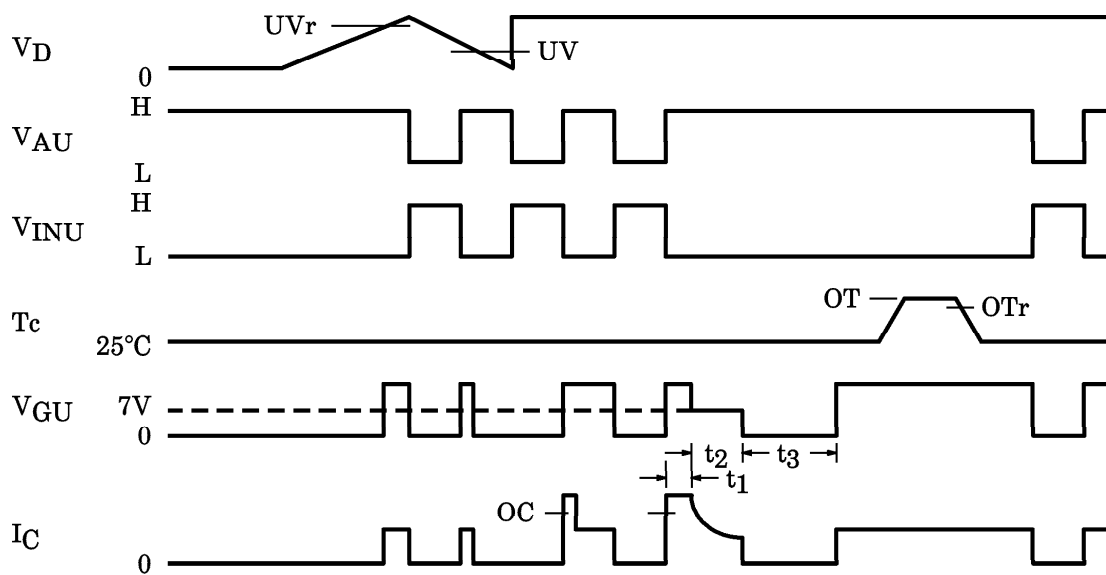 UVr
VD
UV
0
H
VAU
L
H
VINU
L
OT
OTr
Tc
25°C
VGU
7V
0
t2
t3
t1
OC
IC
0